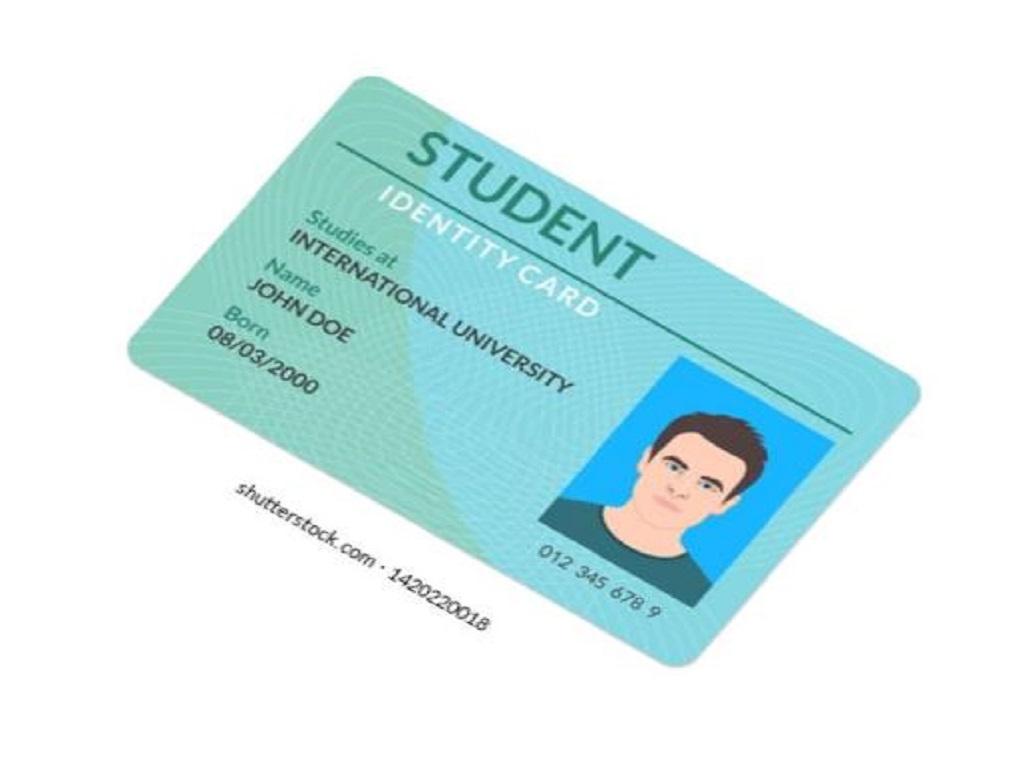 STUDENT
IDENTITY CARD
Studies at
INTERNATIONAL UNIVERSITY
Name
JOHN DOE
Born
08/03/2000
012 345 678 9
shutterstock.com · 1420220018